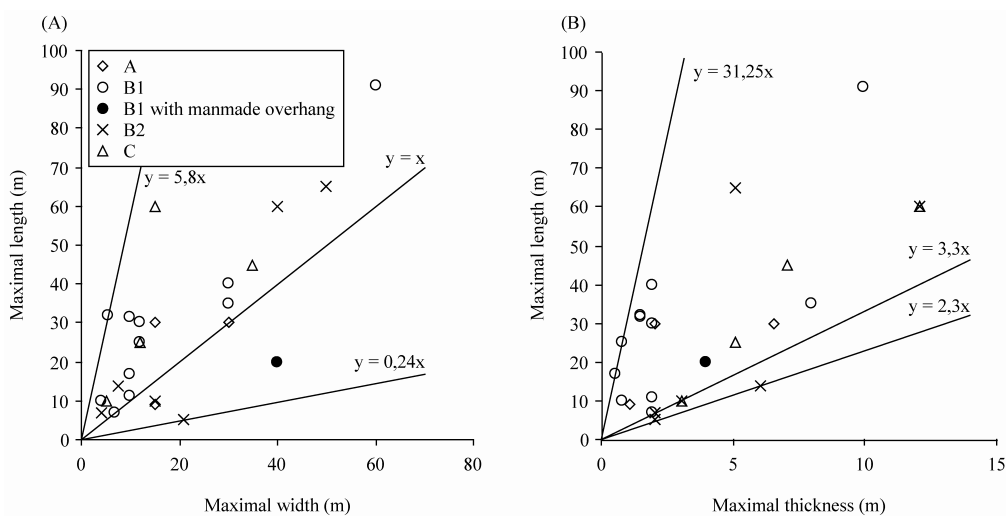 (A)
Maximal length (m)
100
90
80
70
60
50
40
30
20
10
0
A
B1
B1 with manmade overhang
B2
C
y = 5,8x
y = x
y = 0,24x
0 20 40 60 80
Maximal width (m)
(B)
Maximal length (m)
100
90
80
70
60
50
40
30
20
10
0
y = 31,25x
y = 3,3x
y = 2,3x
0 5 10 15
Maximal thickness (m)